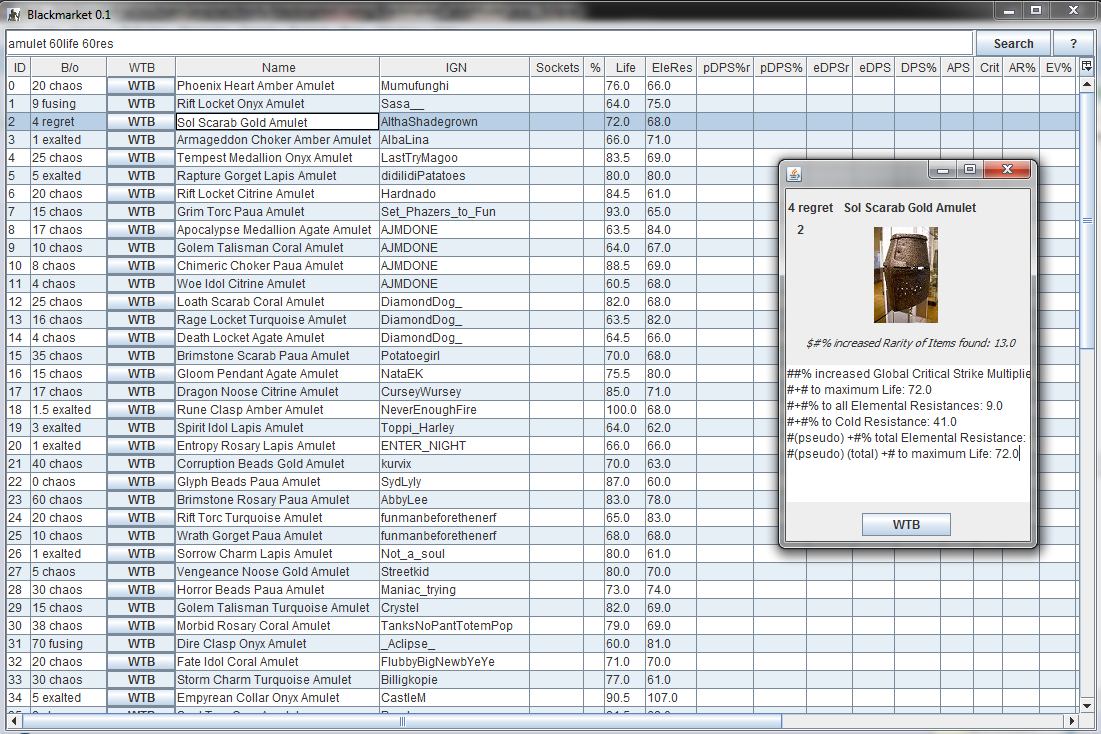 Blackmarket 0.1
amulet 60life 60res Search ?
ID B/o WTB Name IGN Sockets % Life EleRes pDPS%r pDPS% eDPSr eDPS DPS% APS Crit AR% EV%
0 20 chaos WTB Phoenix Heart Amber Amulet Mumufunghi 76.0 66.0
1 9 fusing WTB Rift Locket Onyx Amulet Sasa__ 64.0 75.0
2 4 regret WTB Sol Scarab Gold Amulet AlthaShadegrown 72.0 68.0
3 1 exalted WTB Armageddon Choker Amber Amulet AlbaLina 66.0 71.0
4 25 chaos WTB Tempest Medallion Onyx Amulet LastTryMagoo 83.5 69.0
5 5 exalted WTB Rapture Gorget Lapis Amulet didilidiPatatoes 80.0 80.0
6 20 chaos WTB Rift Locket Citrine Amulet Hardnado 84.5 61.0
7 15 chaos WTB Grim Torc Paua Amulet Set_Phazers_to_Fun 93.0 65.0
8 17 chaos WTB Apocalypse Medallion Agate Amulet AJMDONE 63.5 84.0
9 10 chaos WTB Golem Talisman Coral Amulet AJMDONE 64.0 67.0
10 8 chaos WTB Chimeric Choker Paua Amulet AJMDONE 88.5 69.0
11 4 chaos WTB Woe Idol Citrine Amulet AJMDONE 60.5 68.0
12 25 chaos WTB Loath Scarab Coral Amulet DiamondDog_ 82.0 68.0
13 16 chaos WTB Rage Locket Turquoise Amulet DiamondDog_ 63.5 82.0
14 4 chaos WTB Death Locket Agate Amulet DiamondDog_ 64.5 66.0
15 35 chaos WTB Brimstone Scarab Paua Amulet Potatoegirl 70.0 68.0
16 15 chaos WTB Gloom Pendant Agate Amulet NataEK 75.5 80.0
17 17 chaos WTB Dragon Noose Citrine Amulet CurseyWursey 85.0 71.0
18 1.5 exalted WTB Rune Clasp Amber Amulet NeverEnoughFire 100.0 68.0
19 3 exalted WTB Spirit Idol Lapis Amulet Toppi_Harley 64.0 62.0
20 1 exalted WTB Entropy Rosary Lapis Amulet ENTER_NIGHT 66.0 66.0
21 40 chaos WTB Corruption Beads Gold Amulet kurvix 70.0 63.0
22 0 chaos WTB Glyph Beads Paua Amulet SydLyly 87.0 60.0
23 60 chaos WTB Brimstone Rosary Paua Amulet AbbyLee 83.0 78.0
24 20 chaos WTB Rift Torc Turquoise Amulet funmanbeforethenerf 65.0 83.0
25 10 chaos WTB Wrath Gorget Paua Amulet funmanbeforethenerf 68.0 68.0
26 1 exalted WTB Sorrow Charm Lapis Amulet Not_a_soul 80.0 61.0
27 5 chaos WTB Vengeance Noose Gold Amulet Streetkid 80.0 70.0
28 30 chaos WTB Horror Beads Paua Amulet Maniac_trying 73.0 74.0
29 15 chaos WTB Golem Talisman Turquoise Amulet Crystel 82.0 69.0
30 38 chaos WTB Morbid Rosary Coral Amulet TanksNoPantTotemPop 79.0 69.0
31 70 fusing WTB Dire Clasp Onyx Amulet _Aclipse_ 60.0 81.0
32 20 chaos WTB Fate Idol Coral Amulet FlubbyBigNewbYeYe 71.0 70.0
33 30 chaos WTB Storm Charm Turquoise Amulet Billigkopie 77.0 61.0
34 5 exalted WTB Empyrean Collar Onyx Amulet CastleM 90.5 107.0
4 regret Sol Scarab Gold Amulet
2
$#% increased Rarity of Items found: 13.0
##% increased Global Critical Strike Multiplie
#+# to maximum Life: 72.0
#+#% to all Elemental Resistances: 9.0
#+#% to Cold Resistance: 41.0
#(pseudo) +#% total Elemental Resistance:
#(pseudo) (total) +# to maximum Life: 72.0
WTB